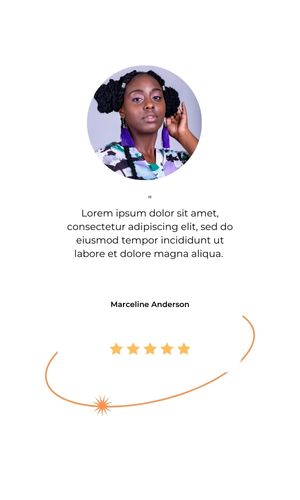 "
Lorem ipsum dolor sit amet,
consectetur adipiscing elit, sed do
eiusmod tempor incididunt ut
labore et dolore magna aliqua.
Marceline Anderson